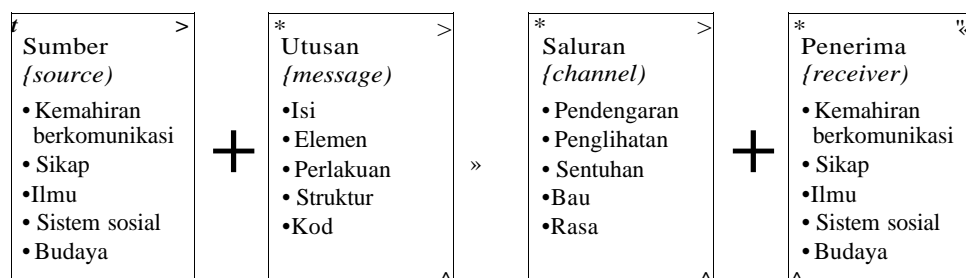 t >
Sumber
{source)
• Kemahiran
berkomunikasi
• Sikap
•Ilmu
• Sistem sosial
• Budaya
+
* >
Utusan
{message)
•Isi
• Elemen
•Perlakuan
• Struktur
•Kod
^
»
* >
Saluran
{channel)
• Pendengaran
• Penglihatan
• Sentuhan
•Bau
•Rasa
^
+
*
Penerima
{receiver)
• Kemahiran
berkomunikasi
• Sikap
•Ilmu
• Sistem sosial
• Budaya
^